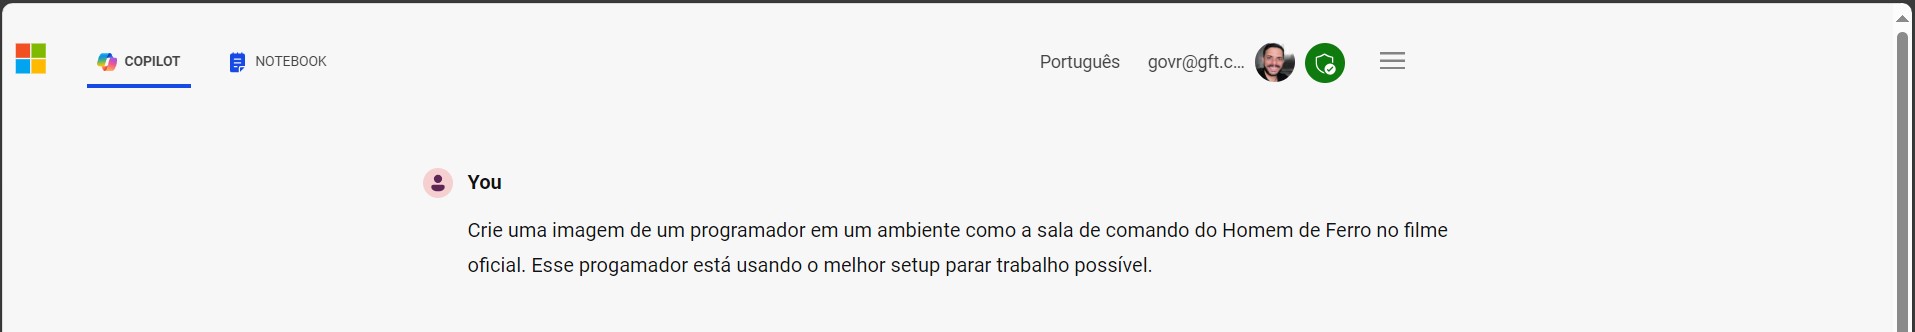 COPILOT
NOTEBOOK
Português
govr@gft.c...
You
Crie uma imagem de um programador em um ambiente como a sala de comando do Homem de Ferro no filme
oficial. Esse progamador está usando o melhor setup parar trabalho possível.